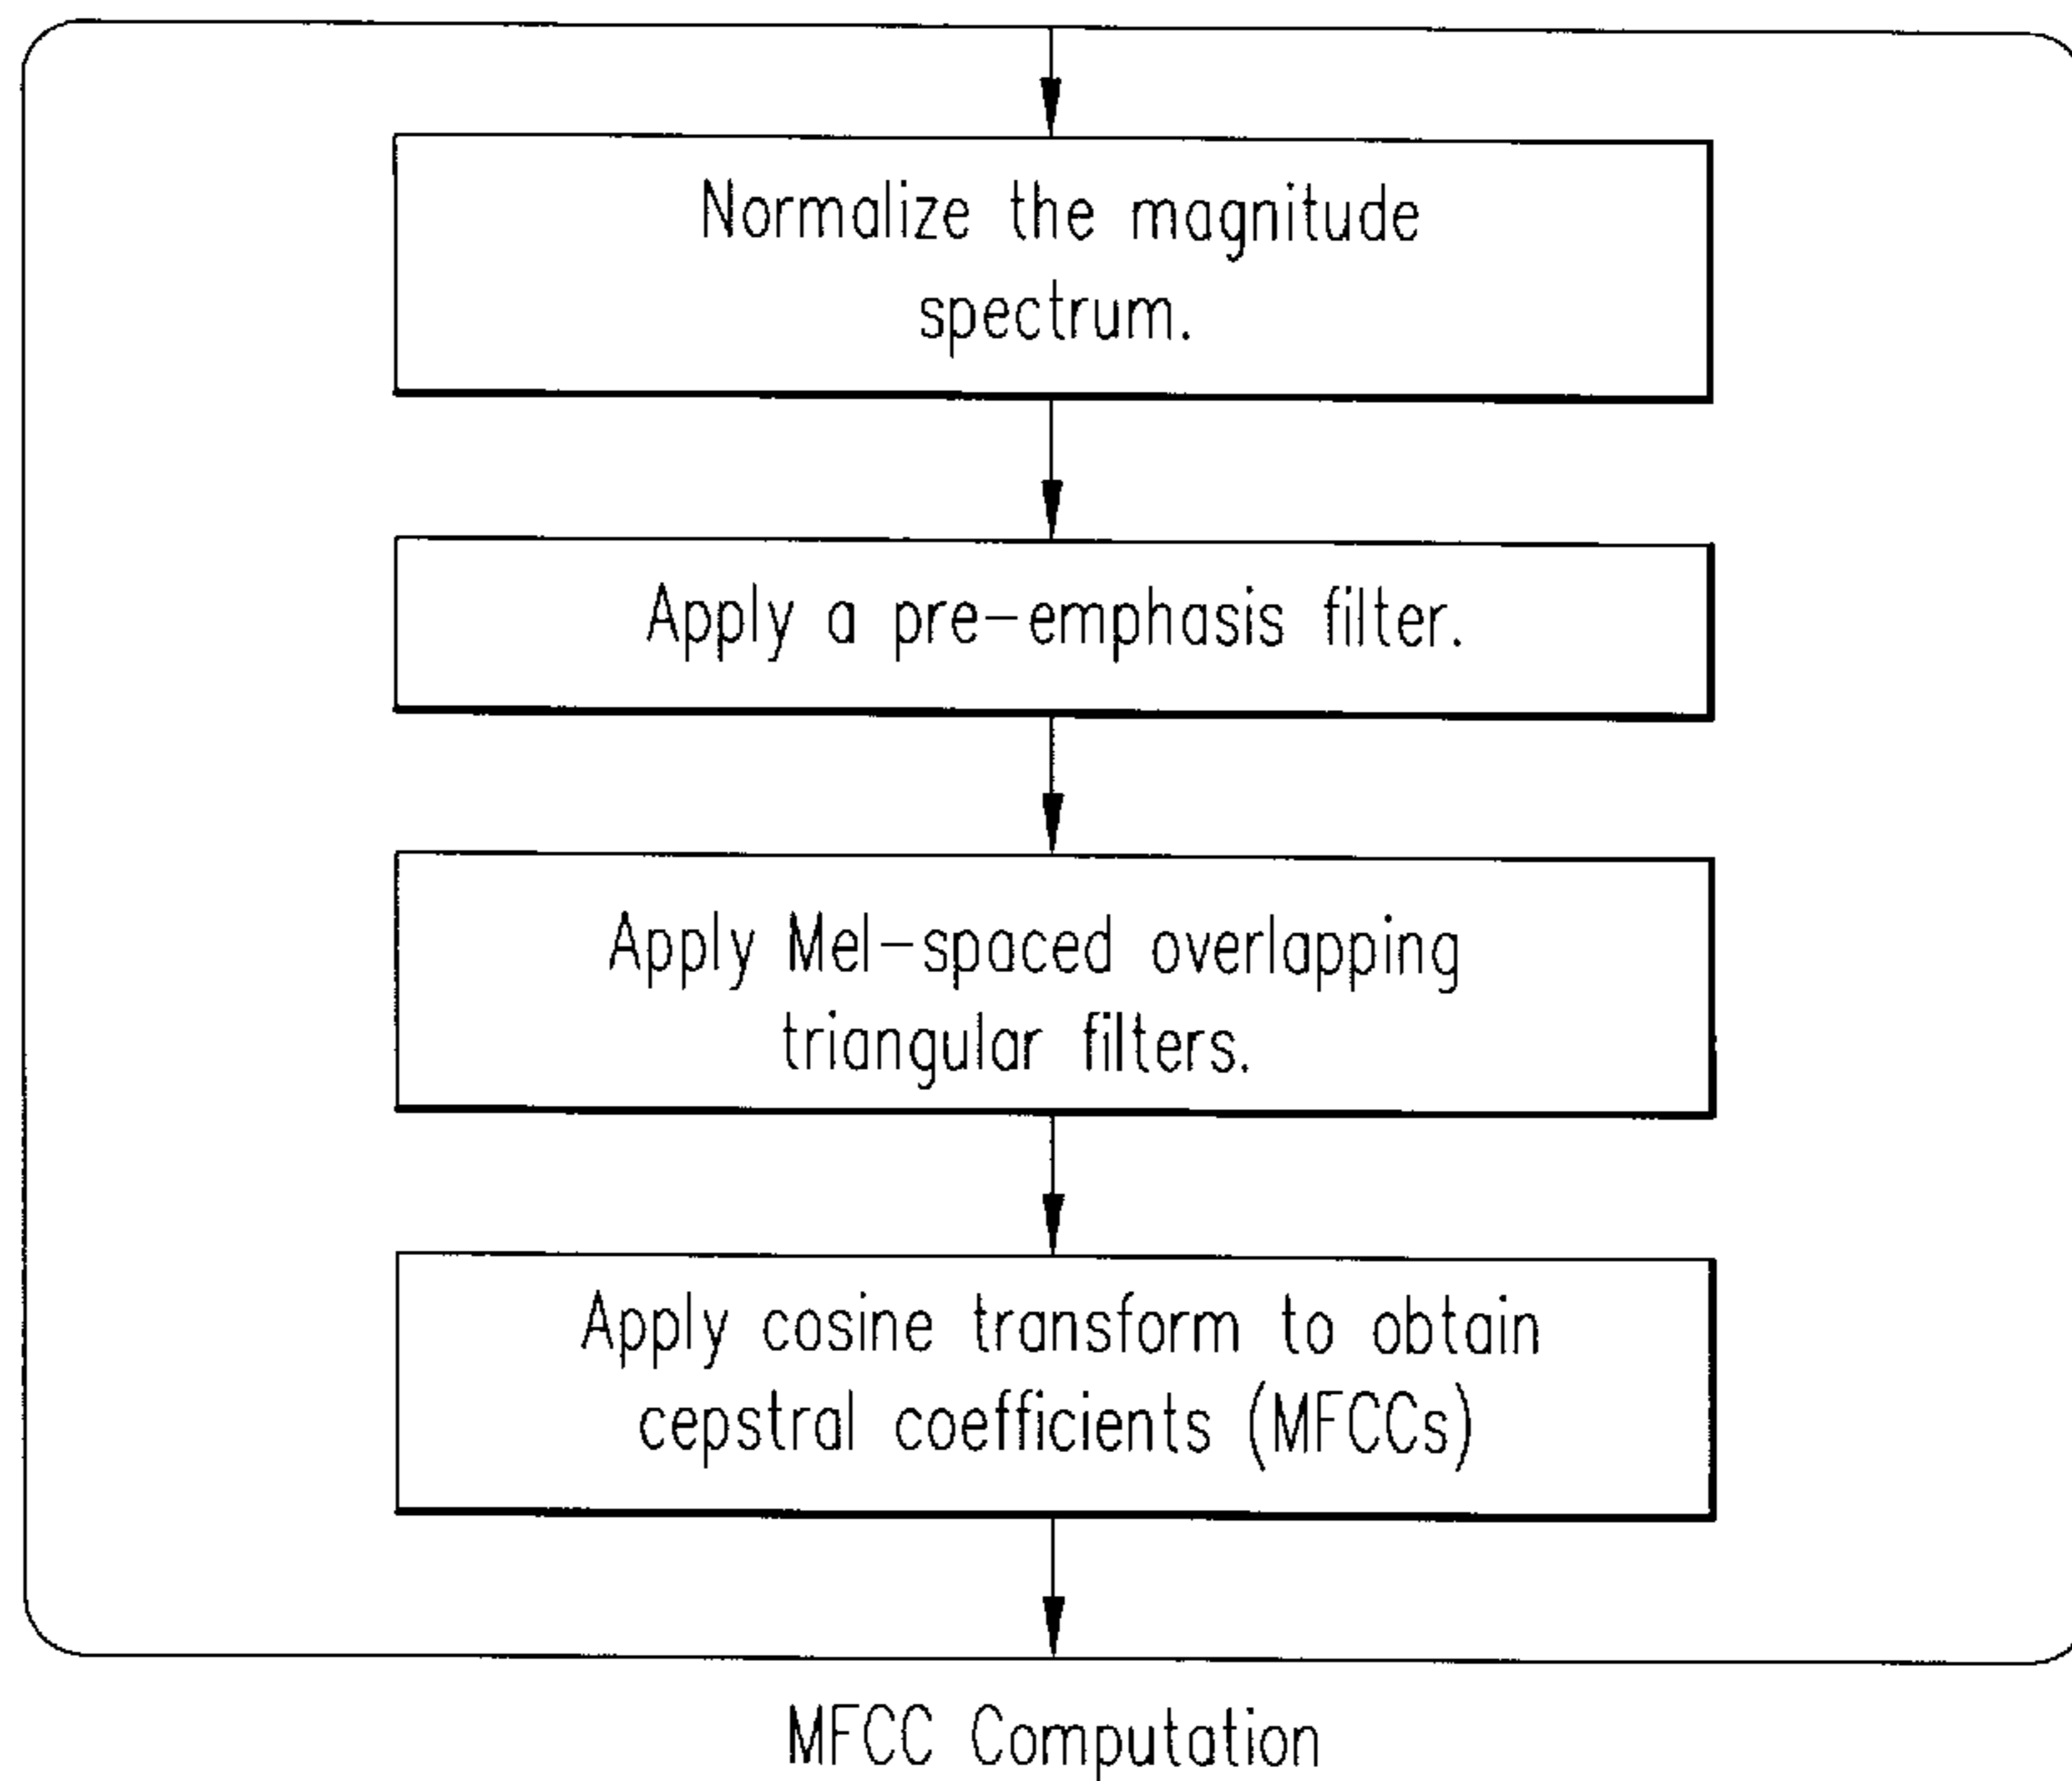 Normalize the magnitude
spectrum.
Apply a pre-emphasis filter.
Apply Mel-spaced overlapping
triangular filters.
Apply cosine transform to obtain
cepstral coefficients (MFCCs)
MFCC Computation